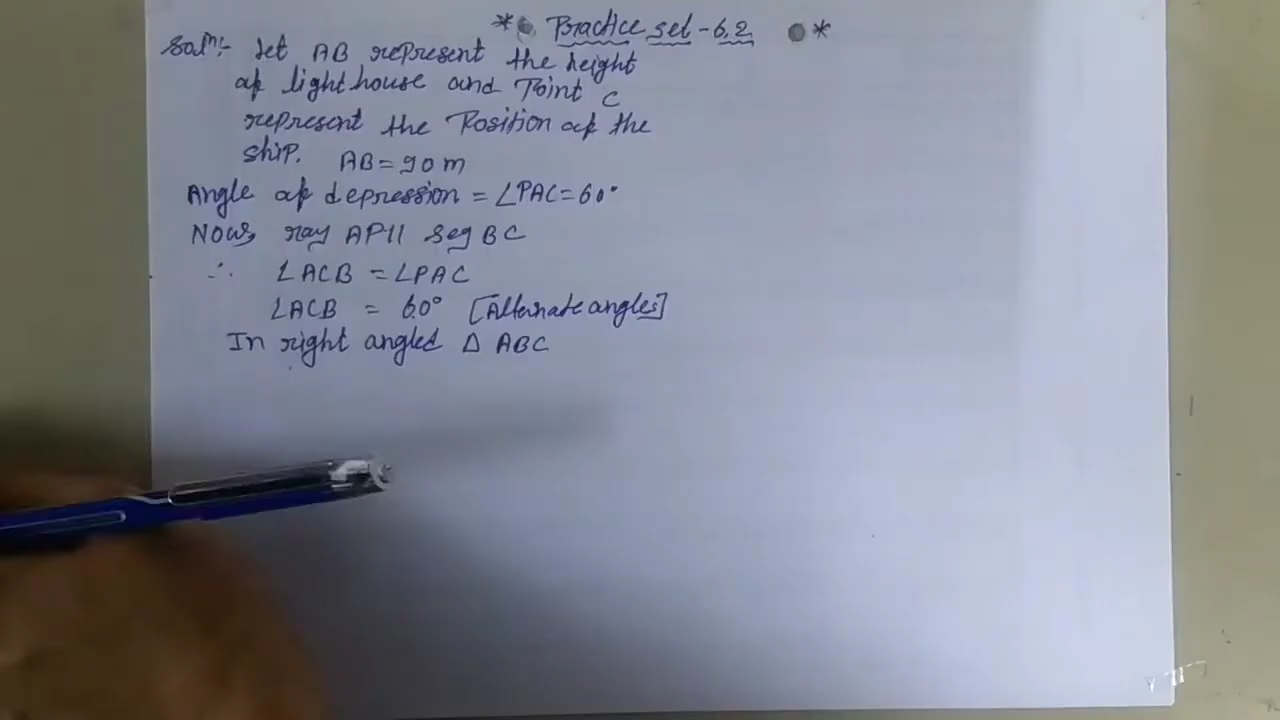 * Practice set - 6.2 *
Solⁿ:- Let AB represent the height
of light house and Point C
represent the Position of the
ship. AB = 90 m
Angle of depression = ∠PAC = 60°
Now, ray AP || seg BC
∴ ∠ACB = ∠PAC
∠ACB = 60° [Alternate angles]
In right angled Δ ABC